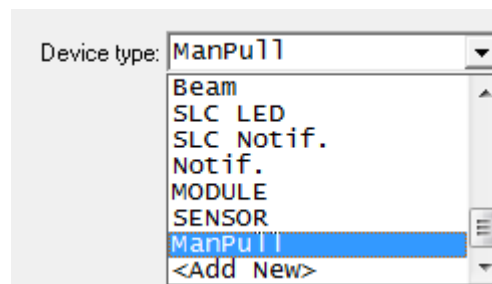 Device type: ManPull
Beam
SLC LED
SLC Notif.
Notif.
MODULE
SENSOR
ManPull
<Add New>